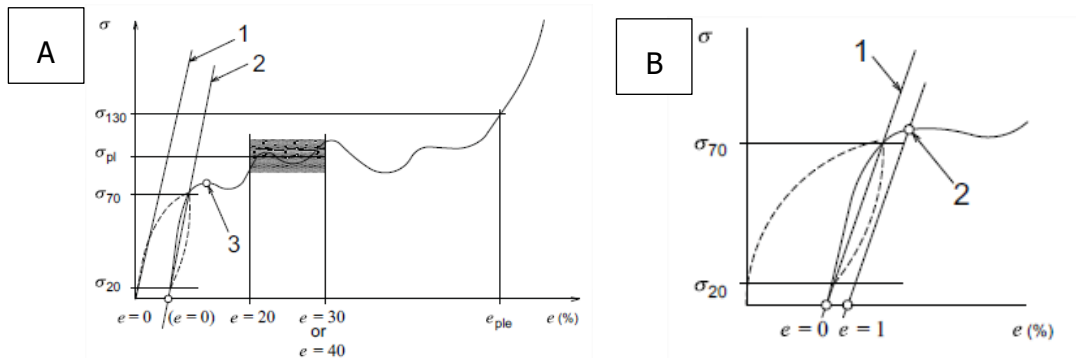 A
σ
1
2
σ130
σpl
σ70
3
σ20
e = 0
(e = 0)
e = 20
e = 30
or
e = 40
eple
e (%)
B
σ
1
σ70
2
σ20
e = 0
e = 1
e (%)